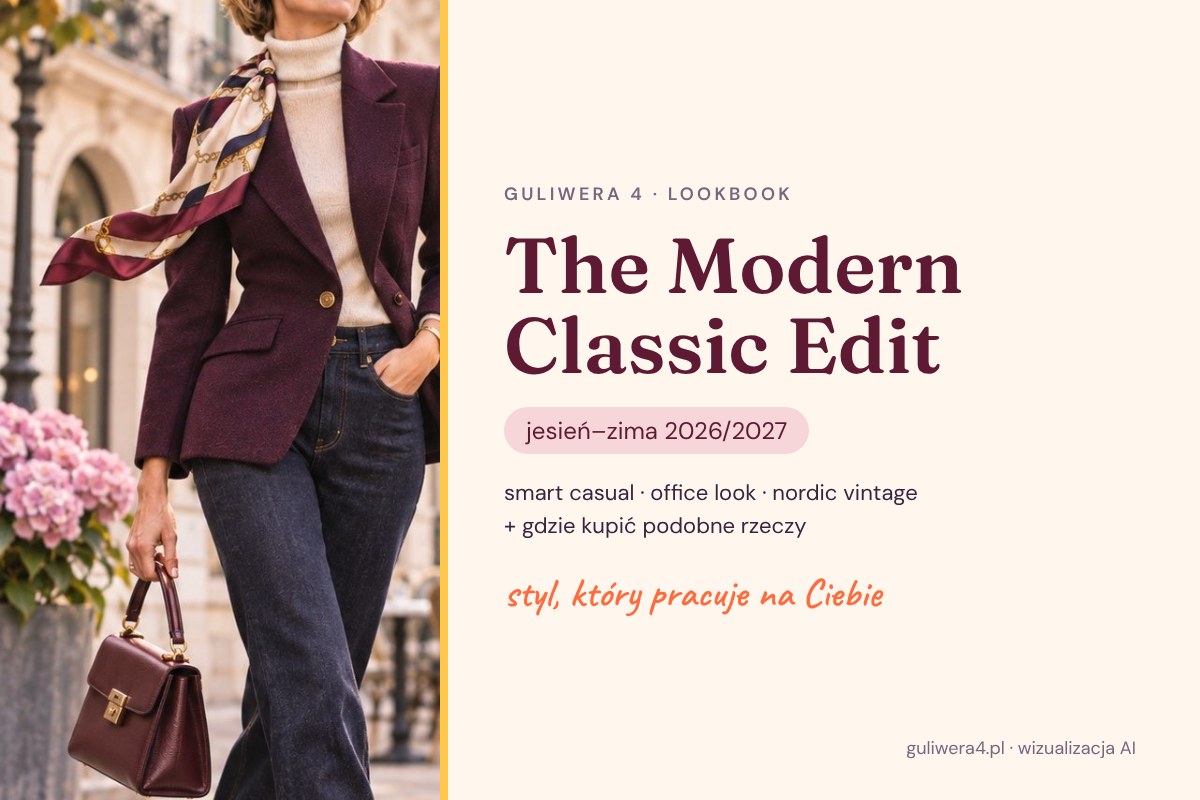 GULIWERA 4 · LOOKBOOK
The Modern
Classic Edit
jesień–zima 2026/2027
smart casual · office look · nordic vintage
+ gdzie kupić podobne rzeczy
styl, który pracuje na Ciebie
guliwera4.pl · wizualizacja AI